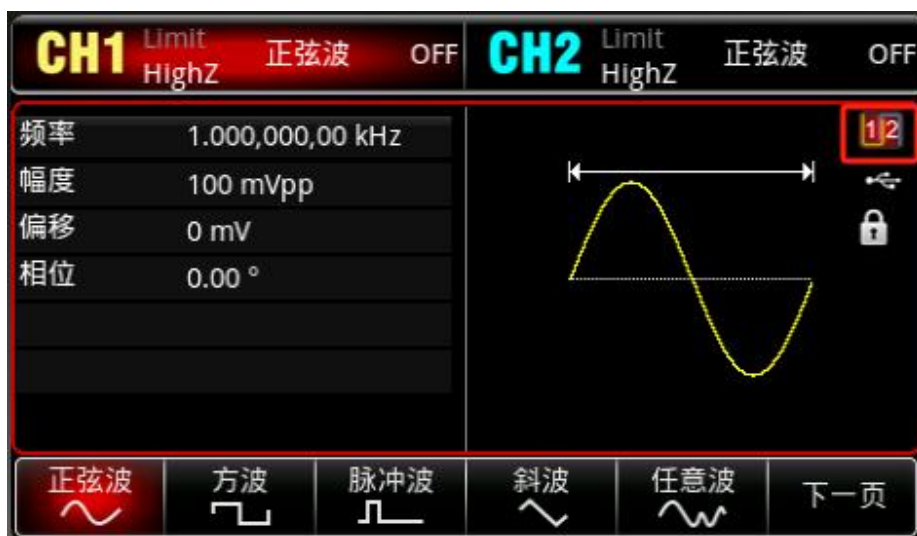 CH1 Limit HighZ 正弦波 OFF
CH2 Limit HighZ 正弦波 OFF
频率 1.000,000,00 kHz
幅度 100 mVpp
偏移 0 mV
相位 0.00 °
1 2
正弦波 方波 脉冲波 斜波 任意波 下一页